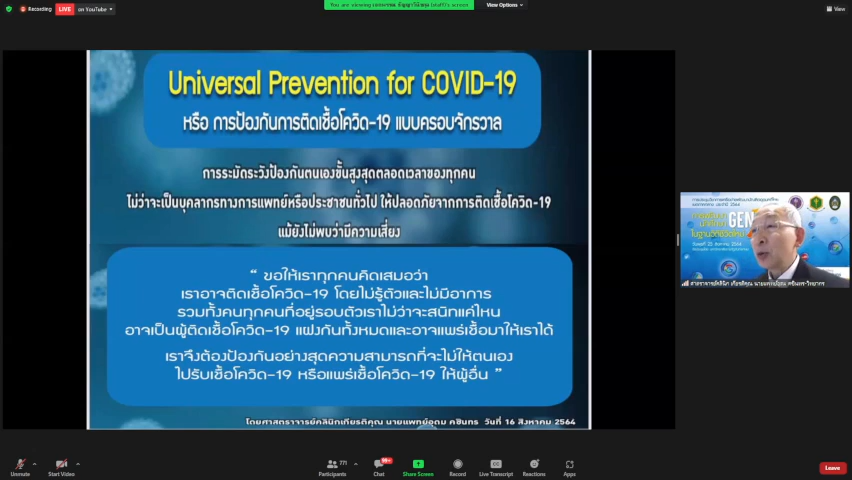 Recording
LIVE
on YouTube
View Options
View
Universal Prevention for COVID-19
หรือ การป้องกันการติดเชื้อโควิด-19 แบบครอบจักรวาล
การระมัดระวังป้องกันตนเองขั้นสูงสุดตลอดเวลาของทุกคน
ไม่ว่าจะเป็นบุคลากรทางการแพทย์หรือประชาชนทั่วไป ให้ปลอดภัยจากการติดเชื้อโควิด-19
แม้ยังไม่พบว่ามีความเสี่ยง
“ ขอให้เราทุกคนคิดเสมอว่า
เราอาจติดเชื้อโควิด-19 โดยไม่รู้ตัวและไม่มีอาการ
รวมทั้งคนทุกคนที่อยู่รอบตัวเราไม่ว่าจะสนิทแค่ไหน
อาจเป็นผู้ติดเชื้อโควิด-19 แฝงกันทั้งหมดและอาจแพร่เชื้อมาให้เราได้
เราจึงต้องป้องกันอย่างสุดความสามารถที่จะไม่ให้ตนเอง
ไปรับเชื้อโควิด-19 หรือแพร่เชื้อโควิด-19 ให้ผู้อื่น ”
โดยศาสตราจารย์คลินิกเกียรติคุณ นายแพทย์อุดม คชินทร วันที่ 16 สิงหาคม 2564
GEN
Unmute
Start Video
Participants
771
Chat
99+
Share Screen
Record
Live Transcript
Reactions
Apps
Leave